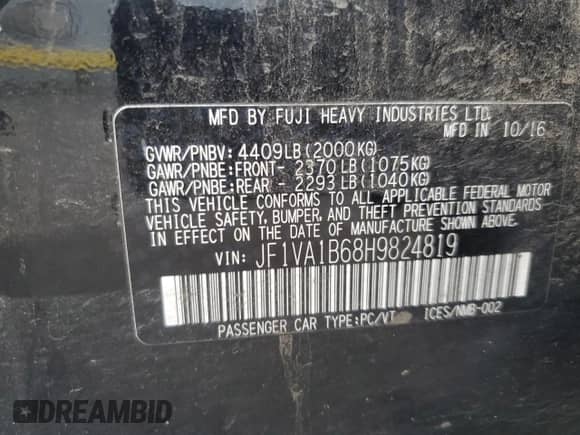 MFD BY FUJI HEAVY INDUSTRIES LTD.
MFD IN 10/16
GVWR/PNBV: 4409LB(2000KG)
GAWR/PNBE:FRONT- 2370LB(1075KG)
GAWR/PNBE:REAR - 2293LB(1040KG)
THIS VEHICLE CONFORMS TO ALL APPLICABLE FEDERAL MOTOR
VEHICLE SAFETY, BUMPER, AND THEFT PREVENTION STANDARDS
IN EFFECT ON THE DATE OF MANUFACTURE SHOWN ABOVE.
VIN: JF1VA1B68H9824819
PASSENGER CAR TYPE:PC/VT ICES/NMB-002
DREAMBID